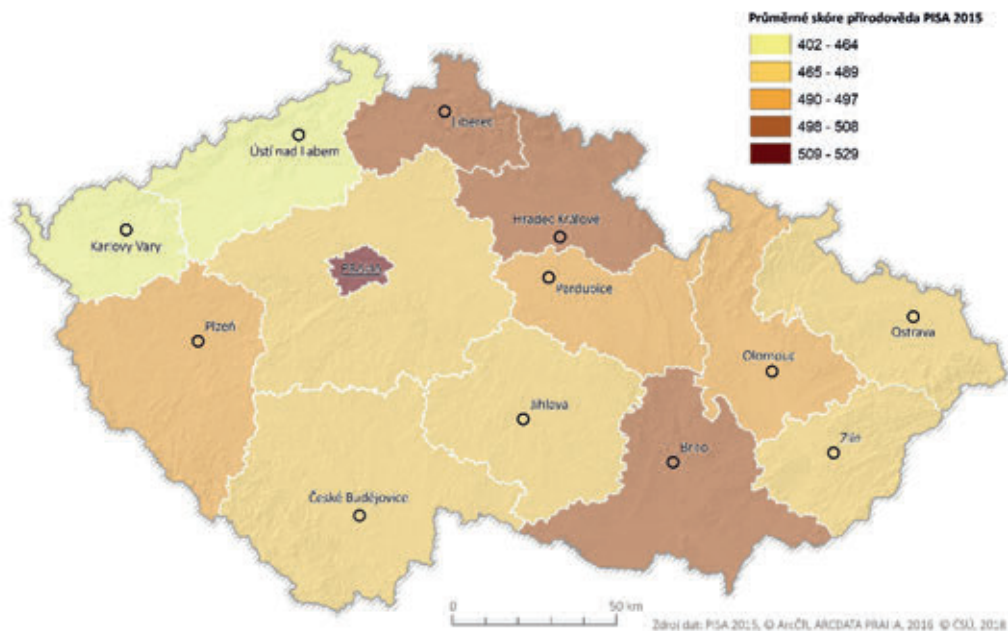 Průměrné skóre přírodověda PISA 2015
402 - 464
465 - 489
490 - 497
498 - 508
509 - 529
Liberec
Ústí nad Labem
Hradec Králové
Karlovy Vary
Pardubice
Plzeň
Ostrava
Olomouc
Jihlava
Zlín
Brno
České Budějovice
0 50 km
Zdroj dat: PISA 2015, © ArcČR, ARCDATA PRAHA, 2016 © ČSÚ, 2018